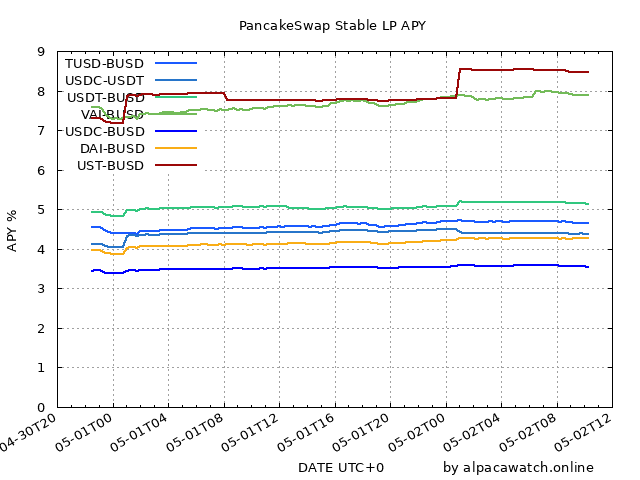 PancakeSwap Stable LP APY
9
8
7
6
5
4
3
2
1
0
APY %
TUSD-BUSD
USDC-USDT
USDT-BUSD
VAI-BUSD
USDC-BUSD
DAI-BUSD
UST-BUSD
04-30T20
05-01T00
05-01T04
05-01T08
05-01T12
05-01T16
05-01T20
05-02T00
05-02T04
05-02T08
05-02T12
DATE UTC+0
by alpacawatch.online